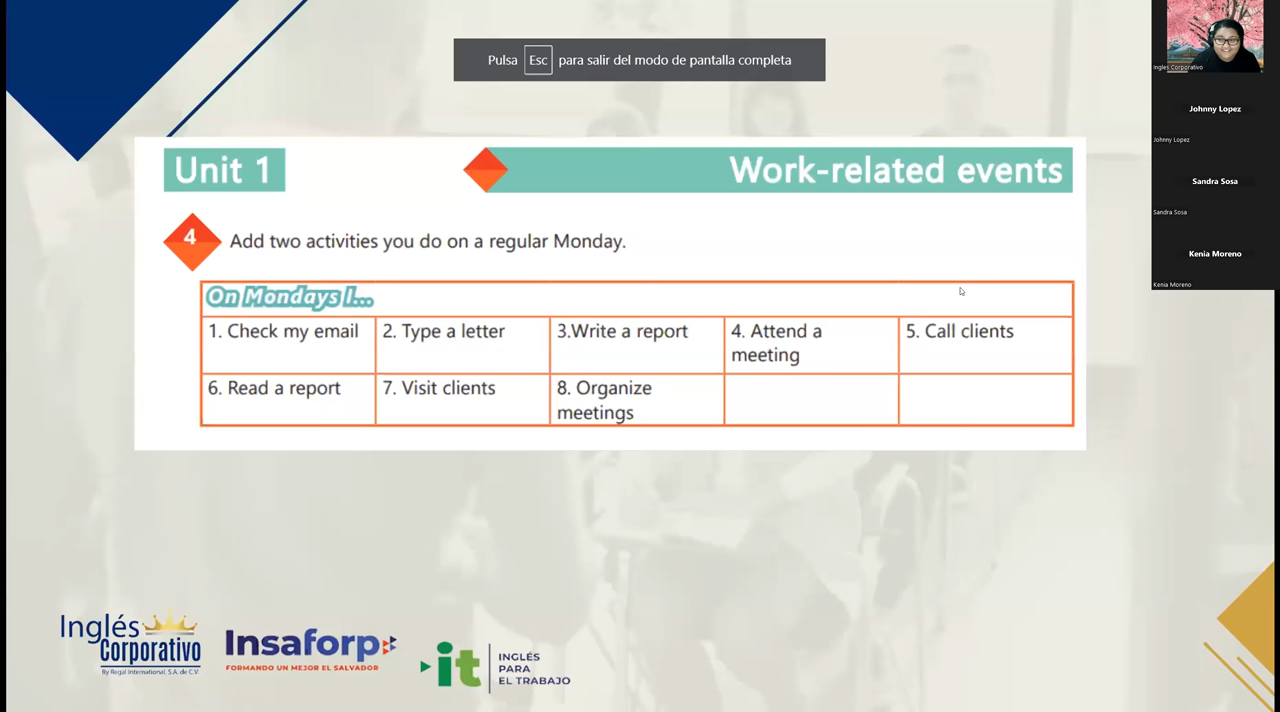 Pulsa Esc para salir del modo de pantalla completa
Unit 1
Work-related events
4 Add two activities you do on a regular Monday.
On Mondays I...
1. Check my email
2. Type a letter
3.Write a report
4. Attend a
meeting
5. Call clients
6. Read a report
7. Visit clients
8. Organize
meetings
Inglés Corporativo
Johnny Lopez
Johnny Lopez
Sandra Sosa
Sandra Sosa
Kenia Moreno
Kenia Moreno
Inglés
Corporativo
By Regal International, S.A. de C.V.
Insaforp
FORMANDO UN MEJOR EL SALVADOR
it
INGLÉS
PARA
EL TRABAJO